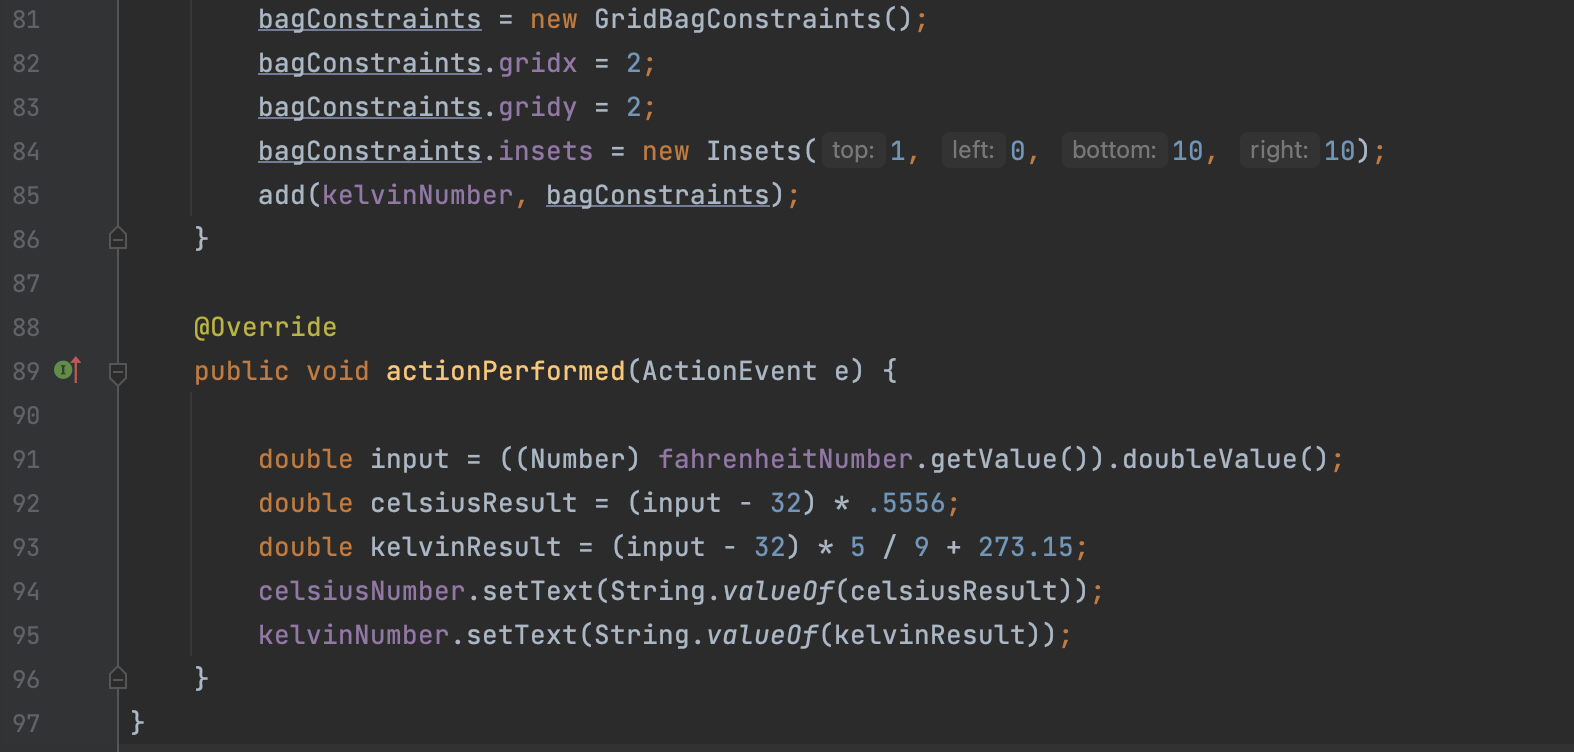 81 bagConstraints = new GridBagConstraints();
82 bagConstraints.gridx = 2;
83 bagConstraints.gridy = 2;
84 bagConstraints.insets = new Insets( top: 1, left: 0, bottom: 10, right: 10);
85 add(kelvinNumber, bagConstraints);
86 }
87
88 @Override
89 public void actionPerformed(ActionEvent e) {
90
91 double input = ((Number) fahrenheitNumber.getValue()).doubleValue();
92 double celsiusResult = (input - 32) * .5556;
93 double kelvinResult = (input - 32) * 5 / 9 + 273.15;
94 celsiusNumber.setText(String.valueOf(celsiusResult));
95 kelvinNumber.setText(String.valueOf(kelvinResult));
96 }
97 }